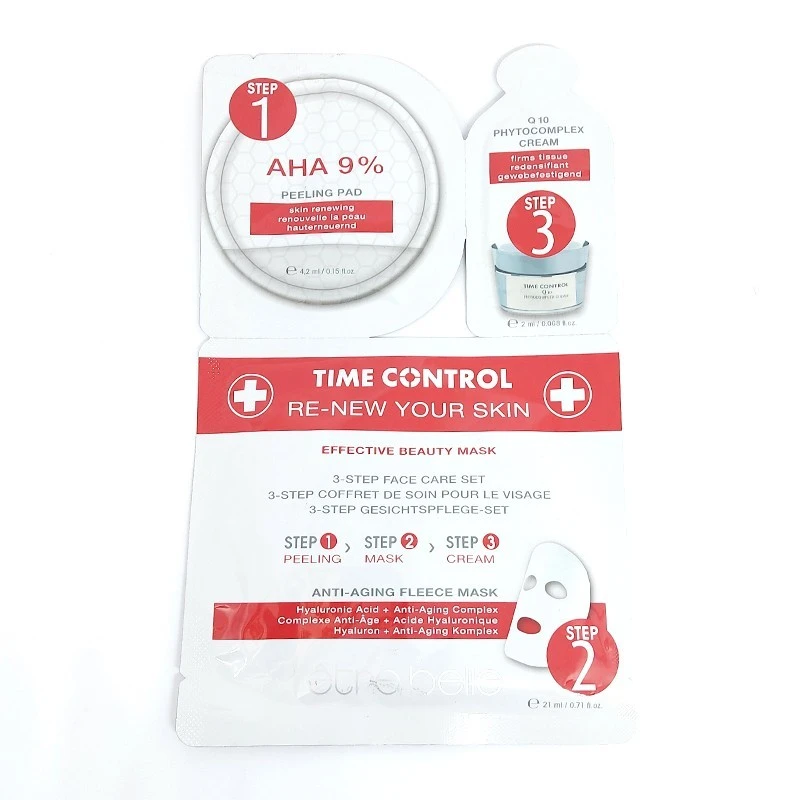 STEP
1
AHA 9%
PEELING PAD
skin renewing
renouvelle la peau
hauterneuernd
℮ 4,2 ml / 0.15 fl.oz
Q 10
PHYTOCOMPLEX
CREAM
firms tissue
redensifiant
gewebefestigend
STEP
3
TIME CONTROL
Q 10
℮ 2 ml / 0.068 fl.oz.
TIME CONTROL
RE-NEW YOUR SKIN
EFFECTIVE BEAUTY MASK
3-STEP FACE CARE SET
3-STEP COFFRET DE SOIN POUR LE VISAGE
3-STEP GESICHTSPFLEGE-SET
STEP 1 › STEP 2 › STEP 3
PEELING MASK CREAM
ANTI-AGING FLEECE MASK
Hyaluronic Acid + Anti-Aging Complex
Complexe Anti-Âge + Acide Hyaluronique
Hyaluron + Anti-Aging Komplex
STEP
2
belle
℮ 21 ml / 0.71 fl.oz.